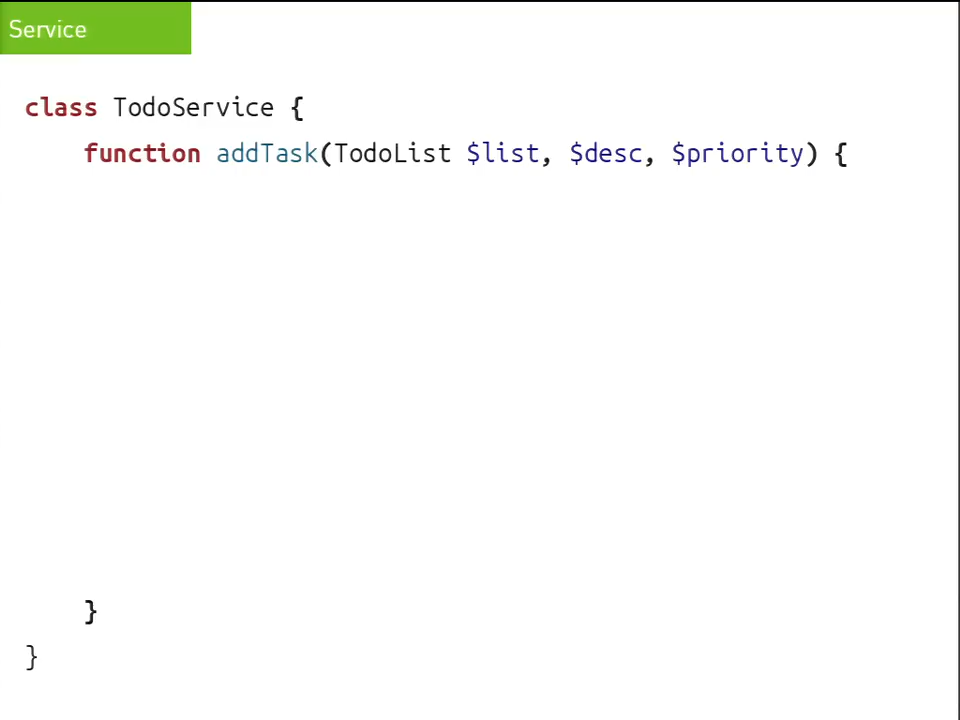 Service
class TodoService {
    function addTask(TodoList $list, $desc, $priority) {
    }
}